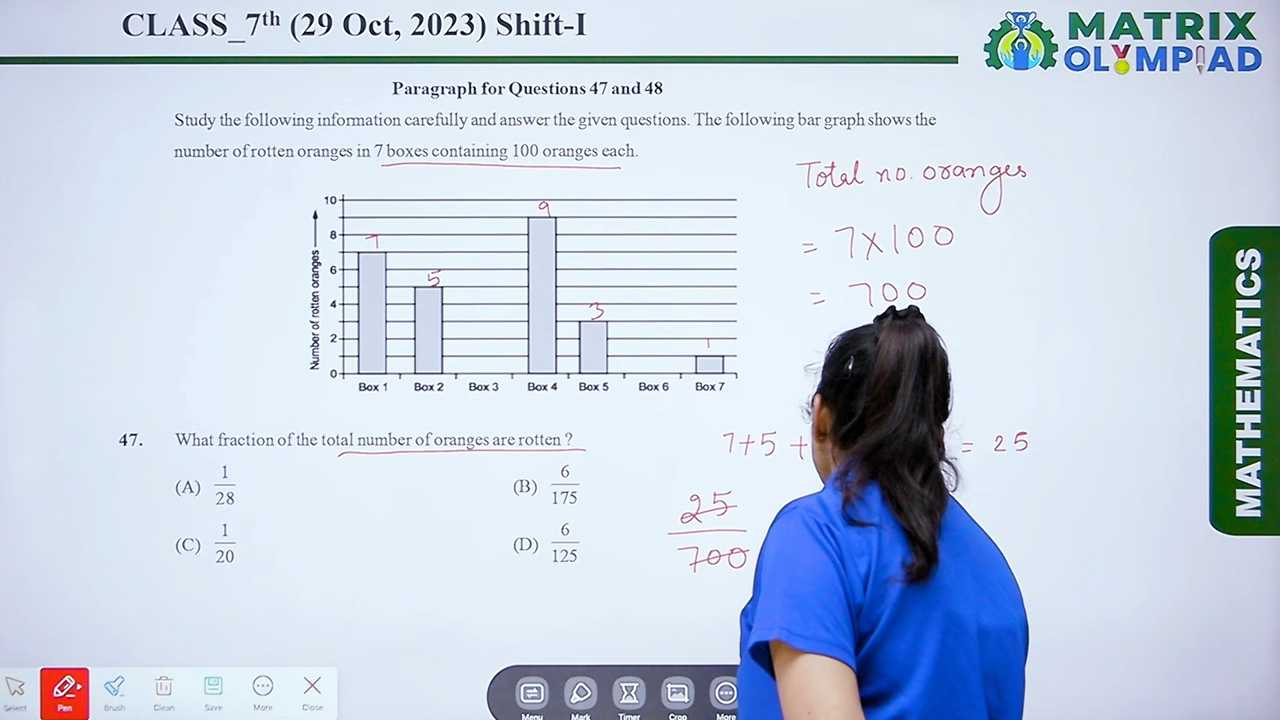 CLASS_7th (29 Oct, 2023) Shift-I
MATRIX
OLYMPIAD
Paragraph for Questions 47 and 48
Study the following information carefully and answer the given questions. The following bar graph shows the
number of rotten oranges in 7 boxes containing 100 oranges each.
Total no. oranges
= 7×100
= 700
Number of rotten oranges
10
8
6
4
2
0
7
5
9
3
1
Box 1 Box 2 Box 3 Box 4 Box 5 Box 6 Box 7
47. What fraction of the total number of oranges are rotten ?
7+5 + = 25
(A) 1/28 (B) 6/175
(C) 1/20 (D) 6/125
25/700
MATHEMATICS
Select Pen Brush Clean Save More Close
Menu Mark Timer Crop More